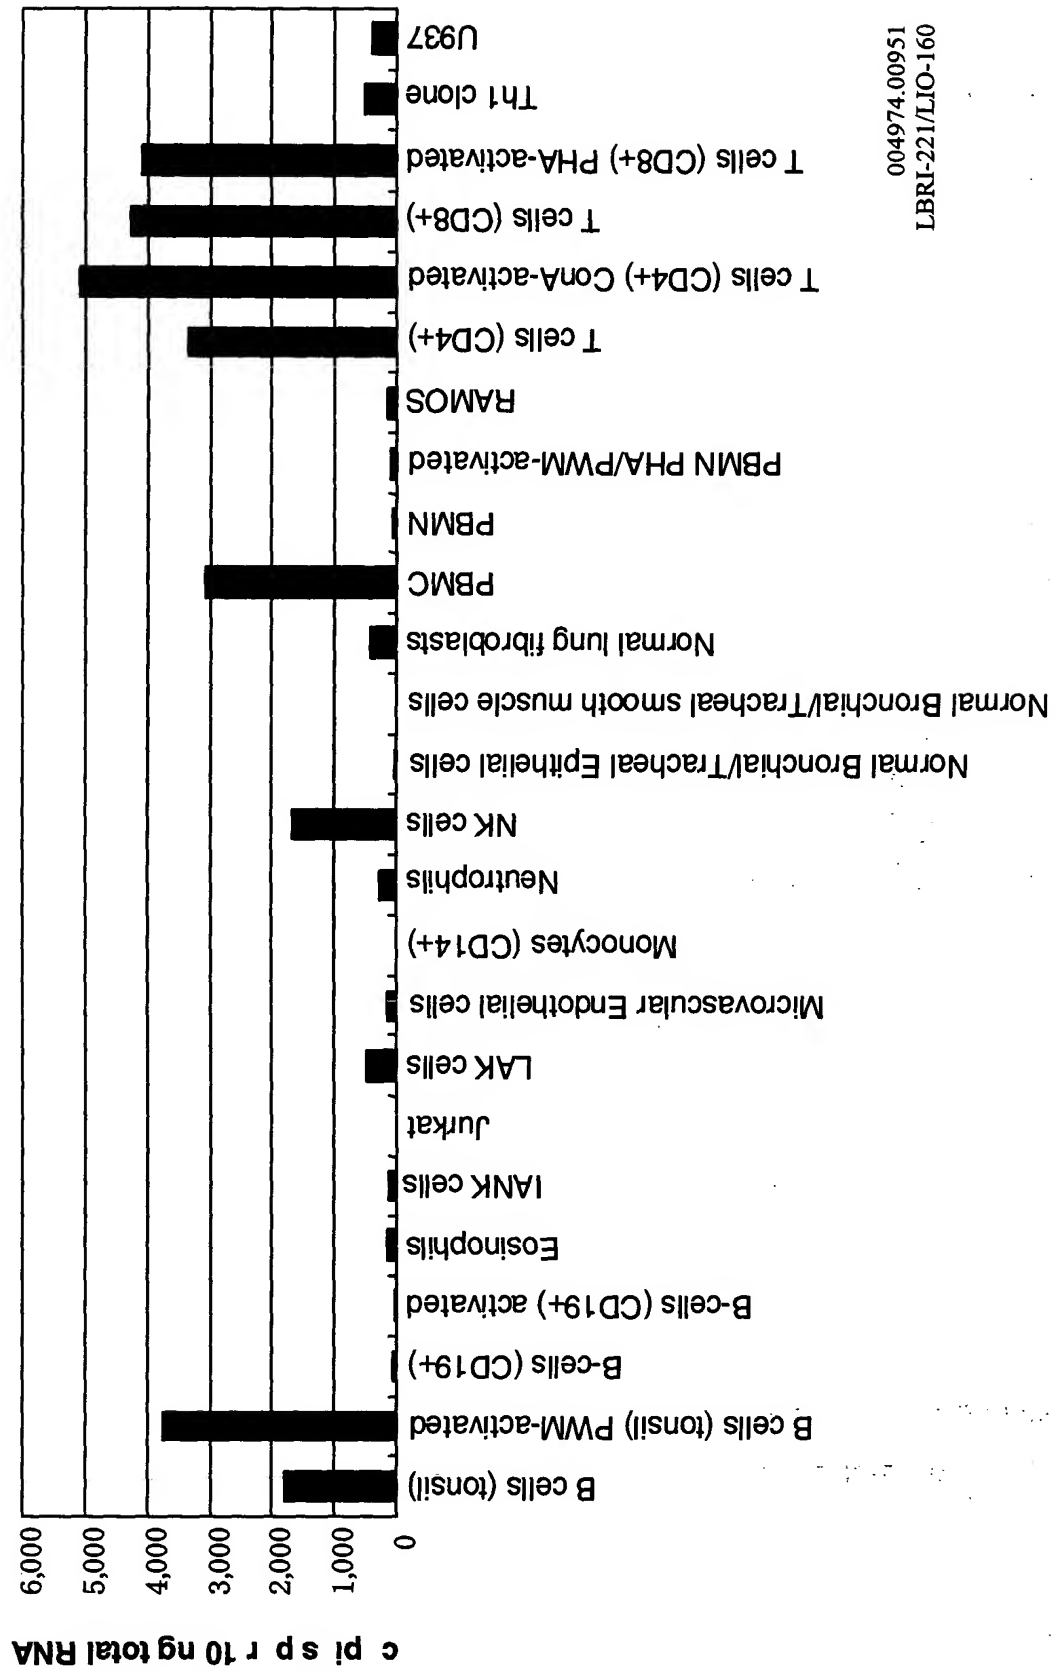 c pi s p r 10 ng total RNA
6,000
5,000
4,000
3,000
2,000
1,000
0
B cells (tonsil)
B cells (tonsil) PWM-activated
B-cells (CD19+)
B-cells (CD19+) activated
Eosinophils
IANK cells
Jurkat
LAK cells
Microvascular Endothelial cells
Monocytes (CD14+)
Neutrophils
NK cells
Normal Bronchial/Tracheal Epithelial cells
Normal Bronchial/Tracheal smooth muscle cells
Normal lung fibroblasts
PBMC
PBMN
PBMN PHA/PWM-activated
RAMOS
T cells (CD4+)
T cells (CD4+) ConA-activated
T cells (CD8+)
T cells (CD8+) PHA-activated
Th1 clone
U937
004974.00951
LBRI-221/LIO-160